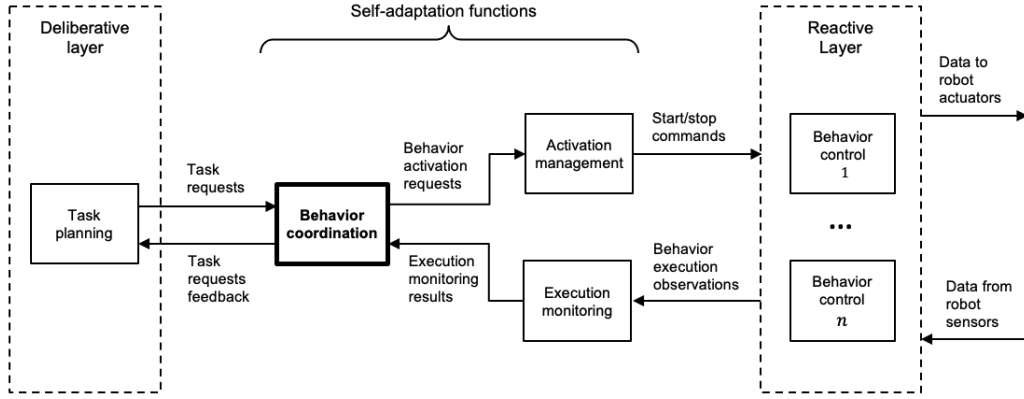 Deliberative
layer
Self-adaptation functions
Reactive
Layer
Data to
robot
actuators
Start/stop
commands
Behavior
activation
requests
Activation
management
Behavior
control
1
Task
requests
Task
planning
Behavior
coordination
...
Task
requests
feedback
Execution
monitoring
results
Execution
monitoring
Behavior
execution
observations
Behavior
control
n
Data from
robot
sensors